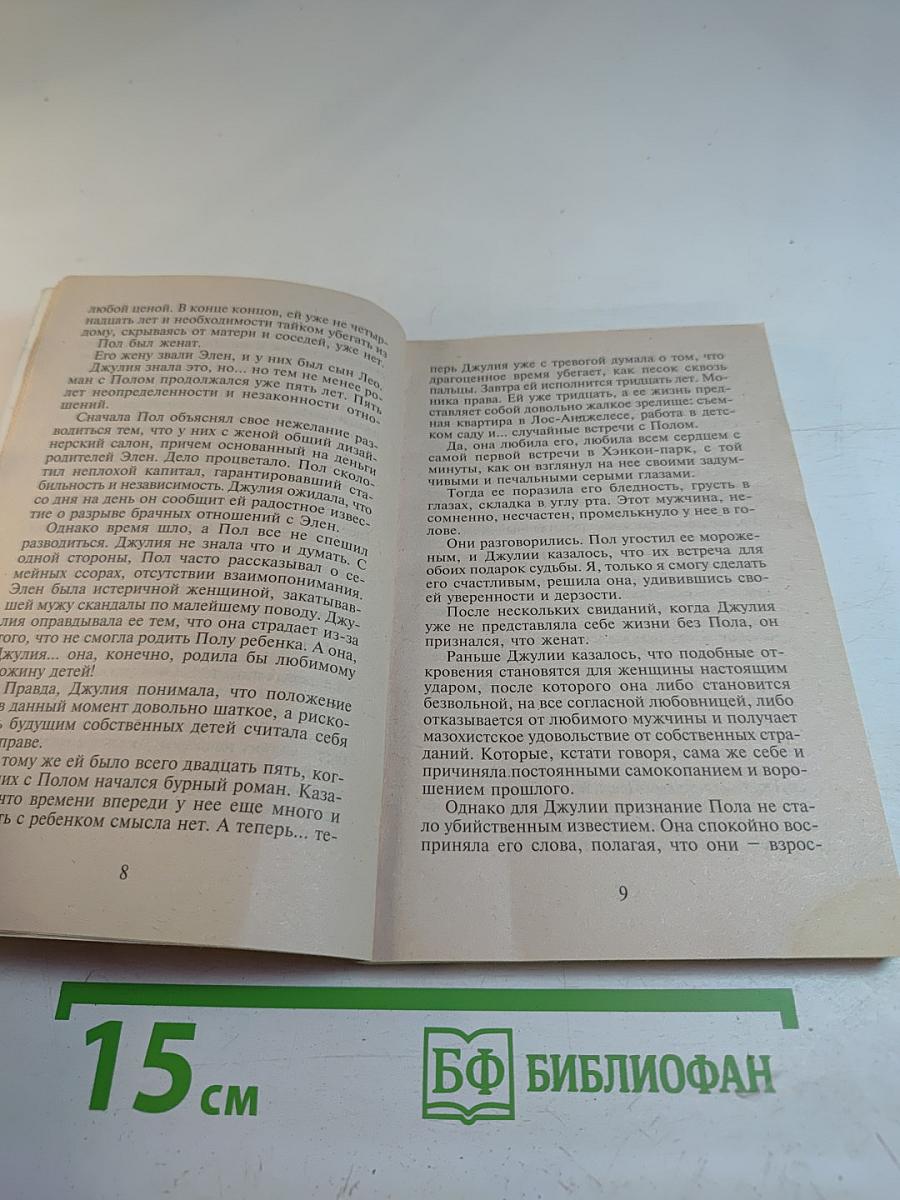 любой ценой. В конце концов, ей уже не четыр-
надцать лет и необходимости тайком убегать из
дому, скрываясь от матери и соседей, уже нет.
Пол был женат.
Его жену звали Элен, и у них был сын Лео.
Джулия знала это, но... но тем не менее ро-
ман с Полом продолжался уже пять лет. Пять
лет неопределенности и незаконности отно-
шений.
Сначала Пол объяснял свое нежелание раз-
водиться тем, что у них с женой общий дизай-
нерский салон, причем основанный на деньги
родителей Элен. Дело процветало. Пол сколо-
тил неплохой капитал, гарантировавший ста-
бильность и независимость. Джулия ожидала, что
со дня на день он сообщит ей радостное извес-
тие о разрыве брачных отношений с Элен.
Однако время шло, а Пол все не спешил
разводиться. Джулия не знала что и думать. С
одной стороны, Пол часто рассказывал о се-
мейных ссорах, отсутствии взаимопонимания.
Элен была истеричной женщиной, закатывав-
шей мужу скандалы по малейшему поводу. Джу-
лия оправдывала ее тем, что она страдает из-за
того, что не смогла родить Полу ребенка. А она,
Джулия... она, конечно, родила бы любимому
дюжину детей!
Правда, Джулия понимала, что положение
в данный момент довольно шаткое, а риско-
ь будущим собственных детей считала себя
праве.
тому же ей было всего двадцать пять, ког-
них с Полом начался бурный роман. Каза-
что времени впереди у нее еще много и
ть с ребенком смысла нет. А теперь... те-
8
перь Джулия уже с тревогой думала о том, что
драгоценное время убегает, как песок сквозь
пальцы. Завтра ей исполнится тридцать лет. Мо-
ника права. Ей уже тридцать, а ее жизнь пред-
ставляет собой довольно жалкое зрелище: съем-
ная квартира в Лос-Анджелесе, работа в детс-
ком саду и... случайные встречи с Полом.
Да, она любила его, любила всем сердцем с
самой первой встречи в Хэнкон-парк, с той
минуты, как он взглянул на нее своими задум-
чивыми и печальными серыми глазами.
Тогда ее поразила его бледность, грусть в
глазах, складка в углу рта. Этот мужчина, не-
сомненно, несчастен, промелькнуло у нее в го-
лове.
Они разговорились. Пол угостил ее мороже-
ным, и Джулии казалось, что их встреча для
обоих подарок судьбы. Я, только я смогу сделать
его счастливым, решила она, удивившись сво-
ей уверенности и дерзости.
После нескольких свиданий, когда Джулия
уже не представляла себе жизни без Пола, он
признался, что женат.
Раньше Джулии казалось, что подобные от-
кровения становятся для женщины настоящим
ударом, после которого она либо становится
безвольной, на все согласной любовницей, либо
отказывается от любимого мужчины и получает
мазохистское удовольствие от собственных стра-
даний. Которые, кстати говоря, сама же себе и
причиняла постоянными самокопанием и воро-
шением прошлого.
Однако для Джулии признание Пола не ста-
ло убийственным известием. Она спокойно вос-
приняла его слова, полагая, что они — взрос-
9
15 см
БФ БИБЛИОФАН